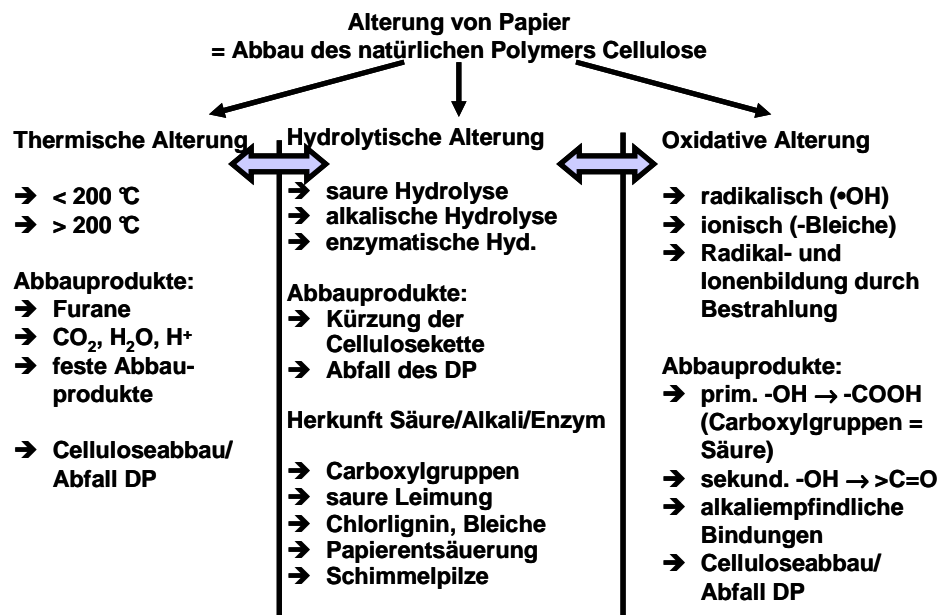 Alterung von Papier
= Abbau des natürlichen Polymers Cellulose
Thermische Alterung
➔ < 200 °C
➔ > 200 °C
Abbauprodukte:
➔ Furane
➔ CO₂, H₂O, H⁺
➔ feste Abbau-
produkte
➔ Celluloseabbau/
Abfall DP
Hydrolytische Alterung
➔ saure Hydrolyse
➔ alkalische Hydrolyse
➔ enzymatische Hyd.
Abbauprodukte:
➔ Kürzung der
Cellulosekette
➔ Abfall des DP
Herkunft Säure/Alkali/Enzym
➔ Carboxylgruppen
➔ saure Leimung
➔ Chlorlignin, Bleiche
➔ Papierentsäuerung
➔ Schimmelpilze
Oxidative Alterung
➔ radikalisch (•OH)
➔ ionisch (-Bleiche)
➔ Radikal- und
Ionenbildung durch
Bestrahlung
Abbauprodukte:
➔ prim. -OH → -COOH
(Carboxylgruppen =
Säure)
➔ sekund. -OH → >C=O
➔ alkaliempfindliche
Bindungen
➔ Celluloseabbau/
Abfall DP